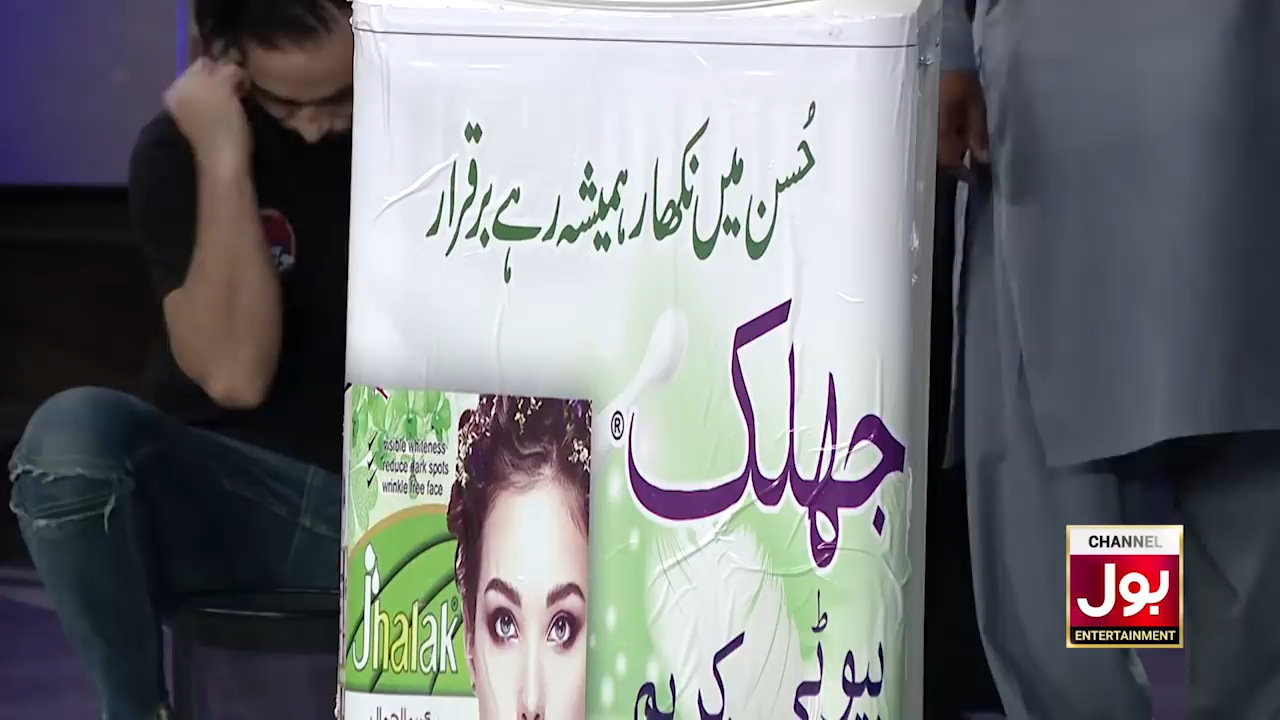 حُسن میں نکھار ہمیشہ رہے برقرار
جھلک®
بیوٹی کریم
visible whiteness
reduce dark spots
wrinkle free face
Jhalak®
CHANNEL
بول
ENTERTAINMENT